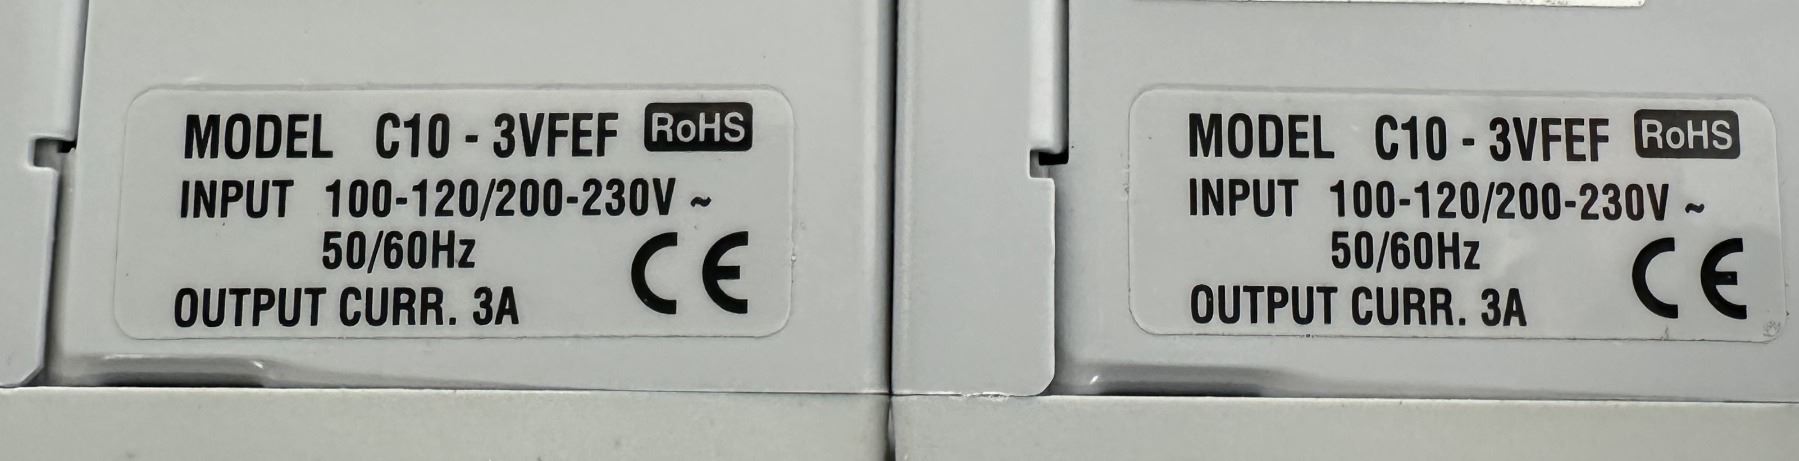 MODEL C10 - 3VFEF RoHS
INPUT 100-120/200-230V ~
50/60Hz
CE
OUTPUT CURR. 3A
MODEL C10 - 3VFEF RoHS
INPUT 100-120/200-230V ~
50/60Hz
CE
OUTPUT CURR. 3A